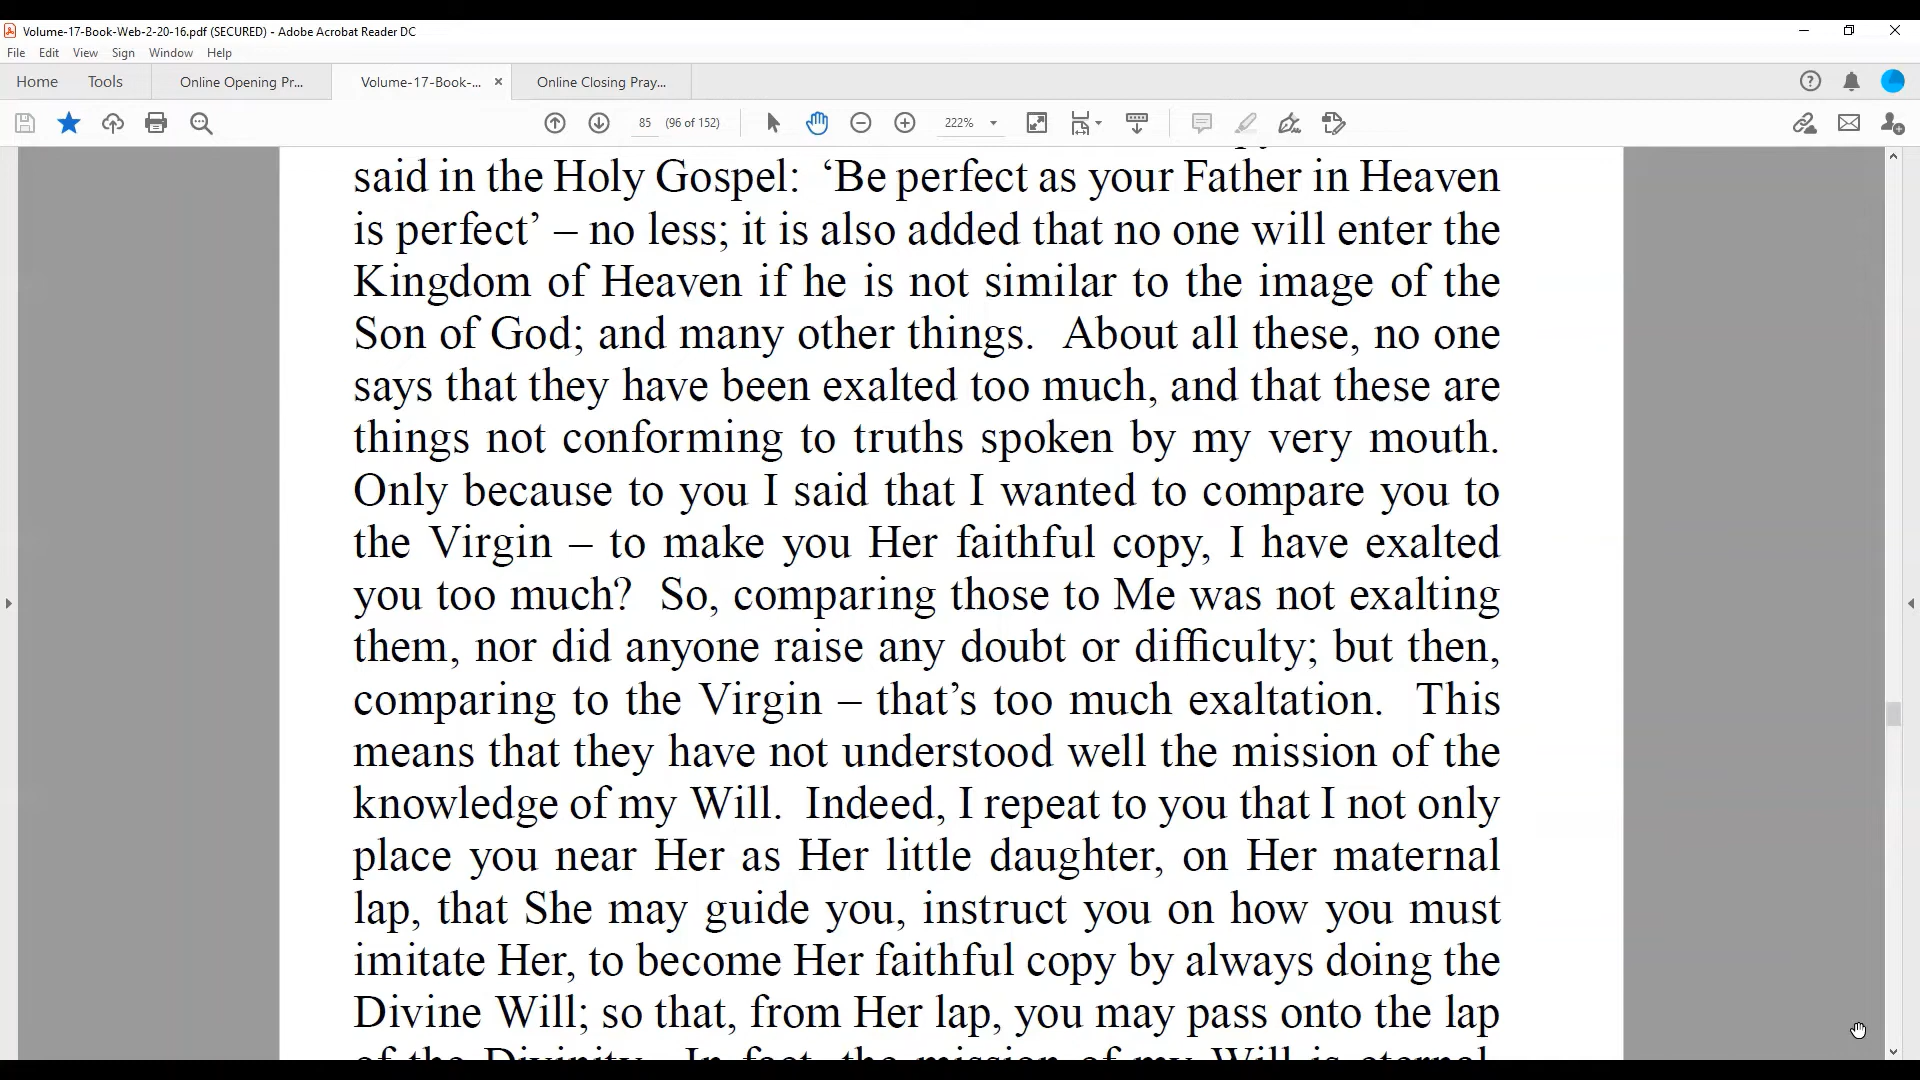 Volume-17-Book-Web-2-20-16.pdf (SECURED) - Adobe Acrobat Reader DC
File Edit View Sign Window Help
Home Tools Online Opening Pr... Volume-17-Book-... × Online Closing Pray...
85 (96 of 152) 222%
said in the Holy Gospel:  ‘Be perfect as your Father in Heaven
is perfect’ – no less; it is also added that no one will enter the
Kingdom of Heaven if he is not similar to the image of the
Son of God; and many other things.  About all these, no one
says that they have been exalted too much, and that these are
things not conforming to truths spoken by my very mouth.
Only because to you I said that I wanted to compare you to
the Virgin – to make you Her faithful copy, I have exalted
you too much?  So, comparing those to Me was not exalting
them, nor did anyone raise any doubt or difficulty; but then,
comparing to the Virgin – that’s too much exaltation.  This
means that they have not understood well the mission of the
knowledge of my Will.  Indeed, I repeat to you that I not only
place you near Her as Her little daughter, on Her maternal
lap, that She may guide you, instruct you on how you must
imitate Her, to become Her faithful copy by always doing the
Divine Will; so that, from Her lap, you may pass onto the lap
of the Divinity.  In fact, the mission of my Will is eternal,